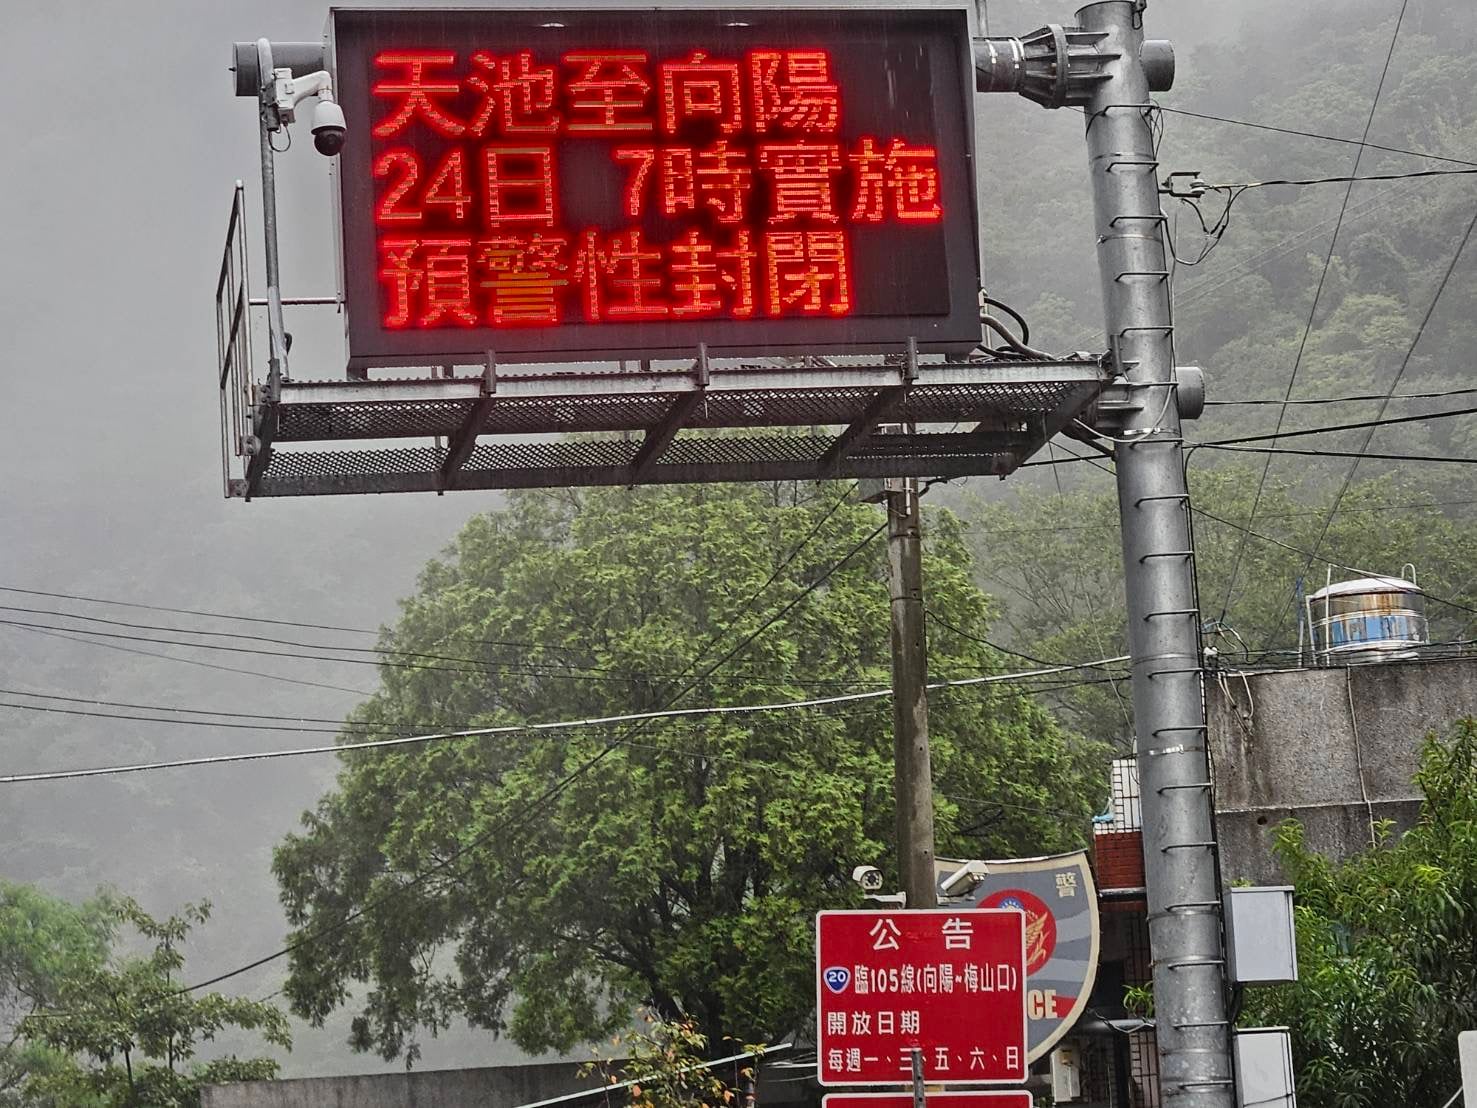 天池至向陽
24日 7時實施
預警性封閉
警
公 告
20 臨105線(向陽~梅山口)
開放日期
每週一、三、五、六、日
CE